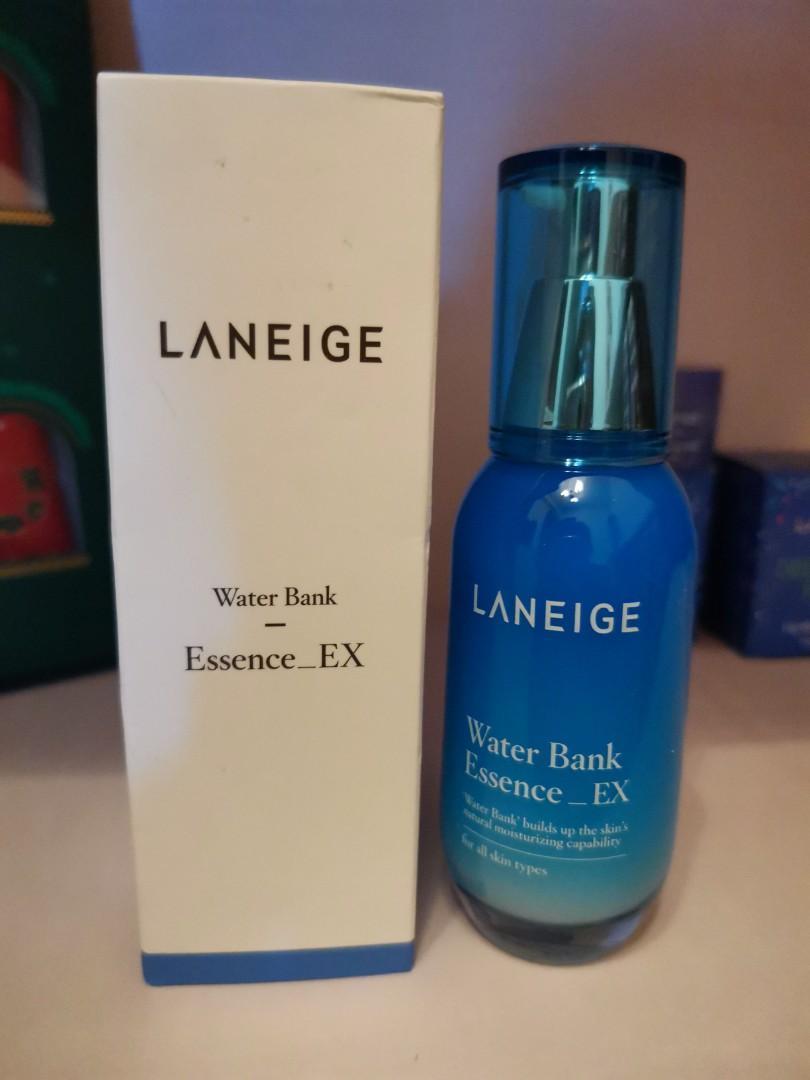 LANEIGE
Water Bank
Essence_EX
LANEIGE
Water Bank
Essence_EX
'Water Bank' builds up the skin's
natural moisturizing capability
for all skin types